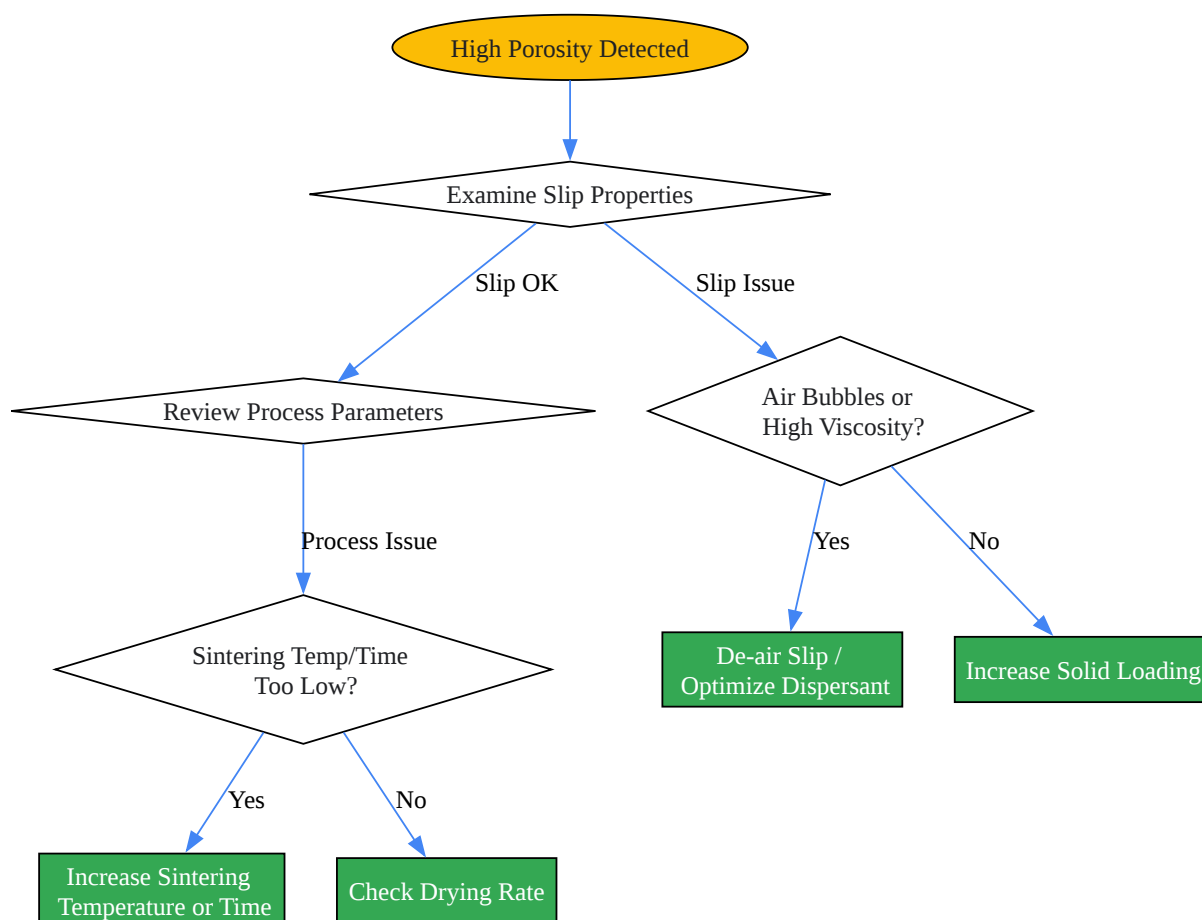 High Porosity Detected
Examine Slip Properties
Slip OK
Slip Issue
Review Process Parameters
Air Bubbles or
High Viscosity?
Process Issue
Yes
No
Sintering Temp/Time
Too Low?
De-air Slip /
Optimize Dispersant
Increase Solid Loading
Yes
No
Increase Sintering
Temperature or Time
Check Drying Rate